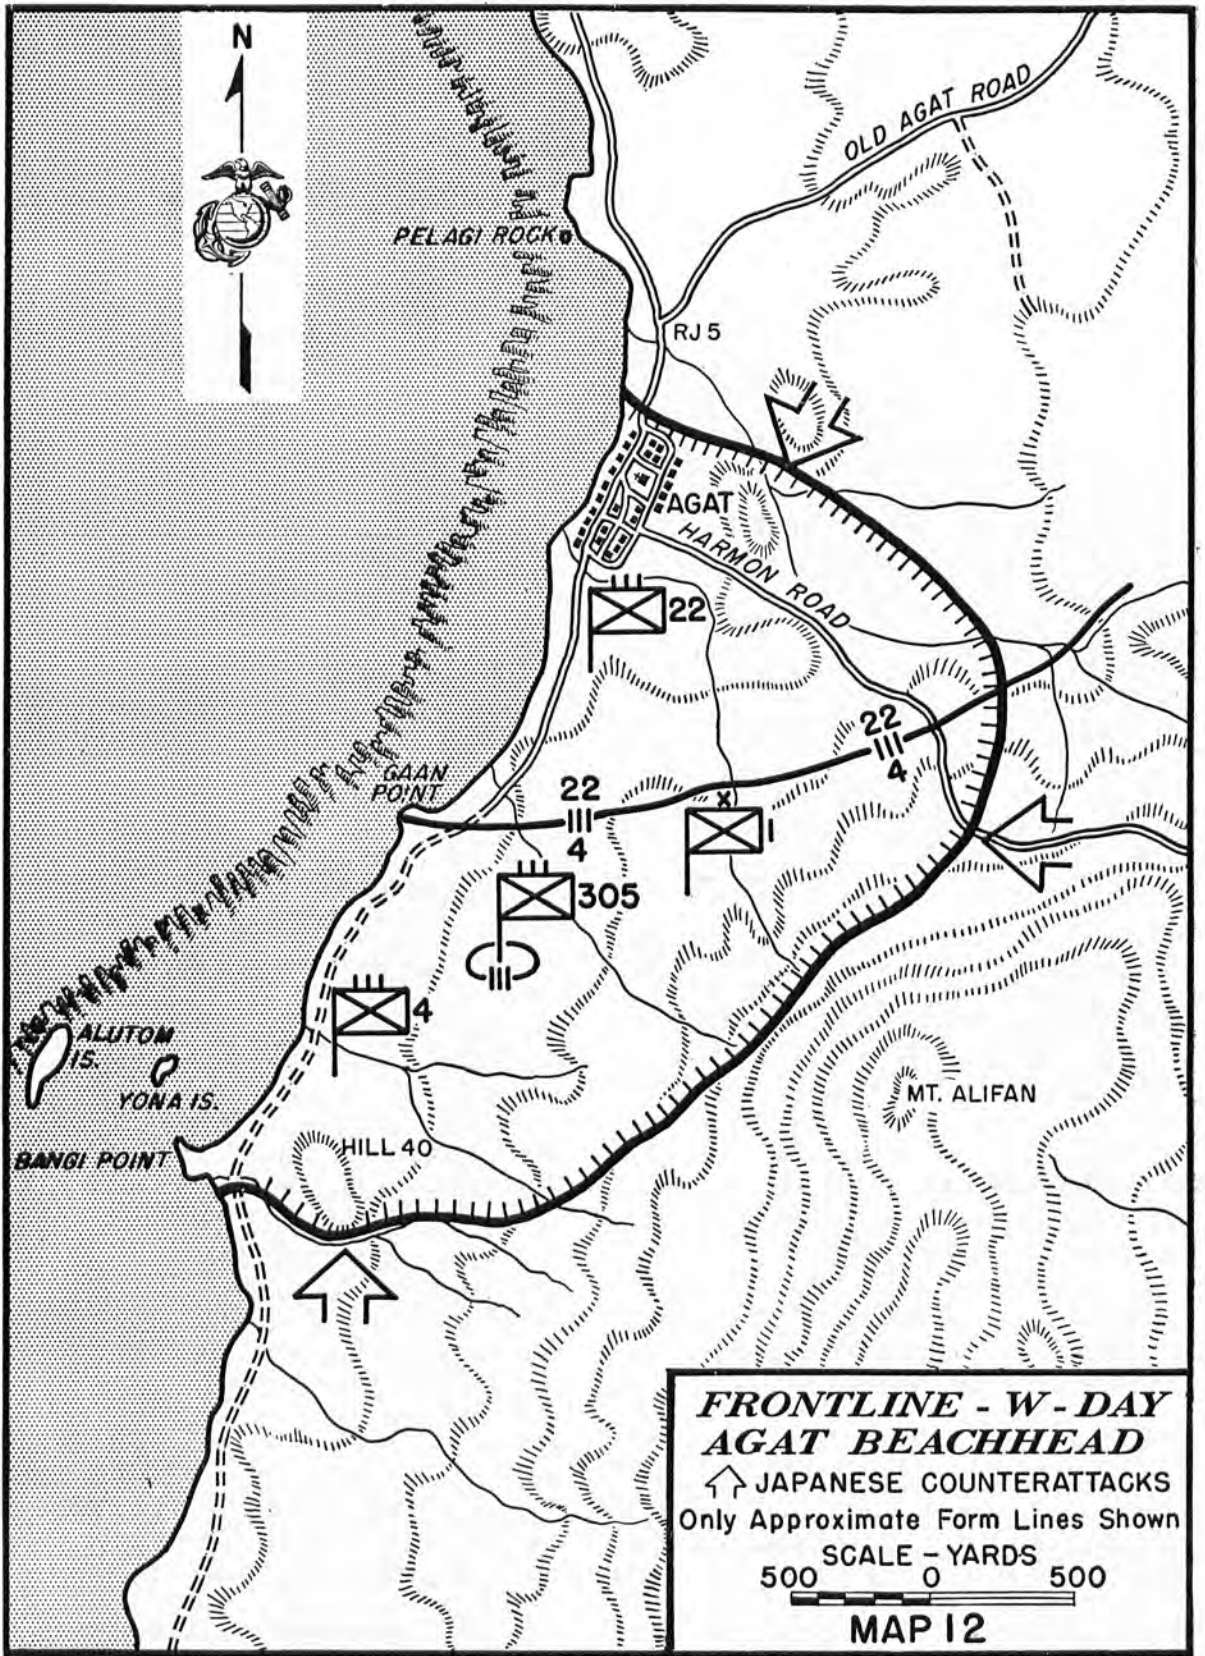 N
OLD AGAT ROAD
PELAGI ROCK
RJ 5
AGAT
HARMON ROAD
22
GAAN
POINT
22
4
22
4
1
305
4
ALUTOM
IS.
YONA IS.
MT. ALIFAN
BANGI POINT
HILL 40
FRONTLINE - W - DAY
AGAT BEACHHEAD
JAPANESE COUNTERATTACKS
Only Approximate Form Lines Shown
SCALE - YARDS
500 0 500
MAP 12